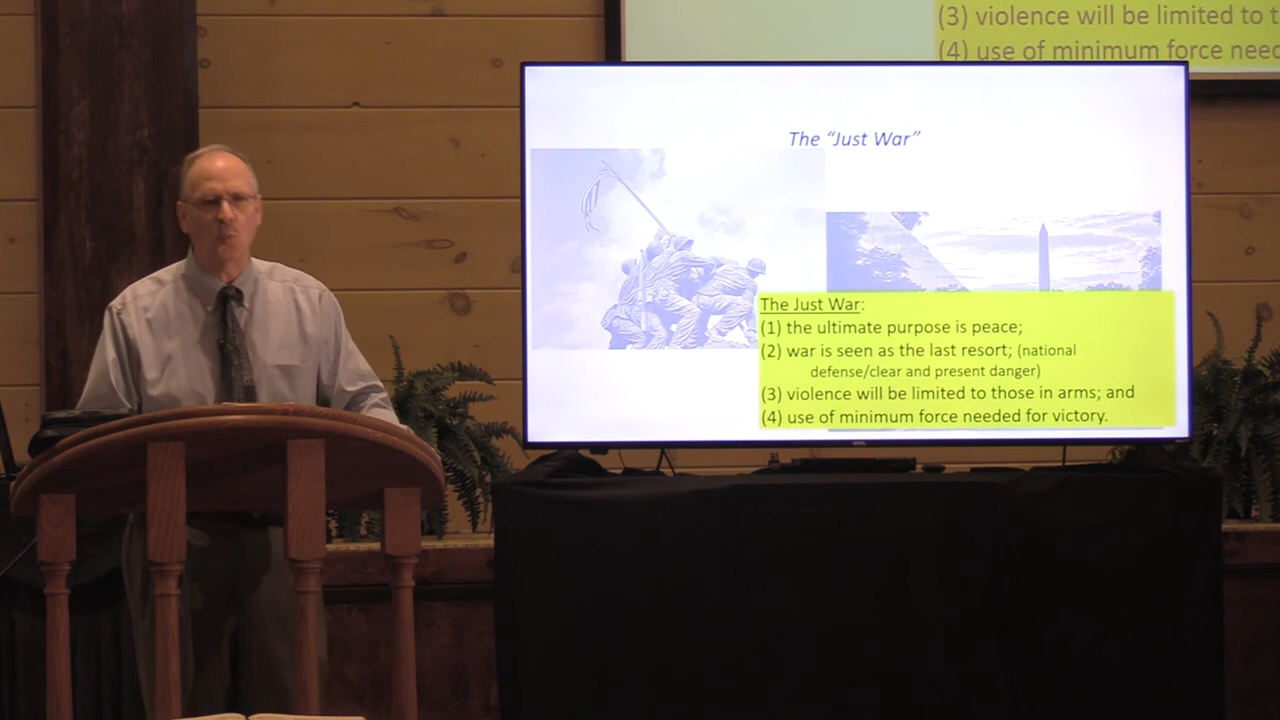 (3) violence will be limited to t
(4) use of minimum force need
The “Just War”
The Just War:
(1) the ultimate purpose is peace;
(2) war is seen as the last resort; (national
defense/clear and present danger)
(3) violence will be limited to those in arms; and
(4) use of minimum force needed for victory.